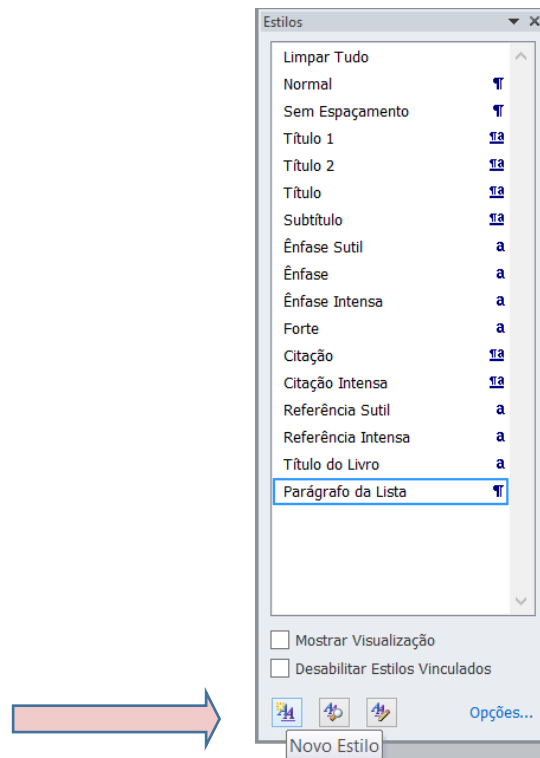 Estilos
Limpar Tudo
Normal ¶
Sem Espaçamento ¶
Título 1 ¶a
Título 2 ¶a
Título ¶a
Subtítulo ¶a
Ênfase Sutil a
Ênfase a
Ênfase Intensa a
Forte a
Citação ¶a
Citação Intensa ¶a
Referência Sutil a
Referência Intensa a
Título do Livro a
Parágrafo da Lista ¶
Mostrar Visualização
Desabilitar Estilos Vinculados
Opções...
Novo Estilo